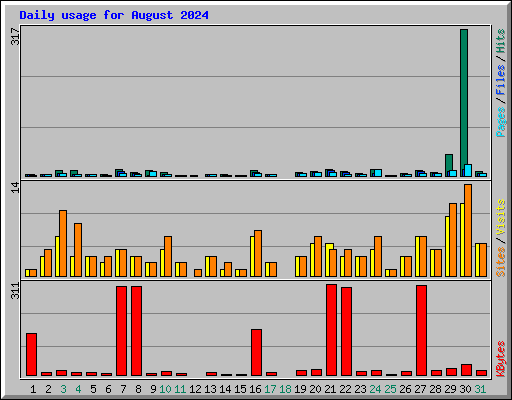 Daily usage for August 2024
317
Pages / Files / Hits
14
Sites / Visits
311
KBytes
1 2 3 4 5 6 7 8 9 10 11 12 13 14 15 16 17 18 19 20 21 22 23 24 25 26 27 28 29 30 31